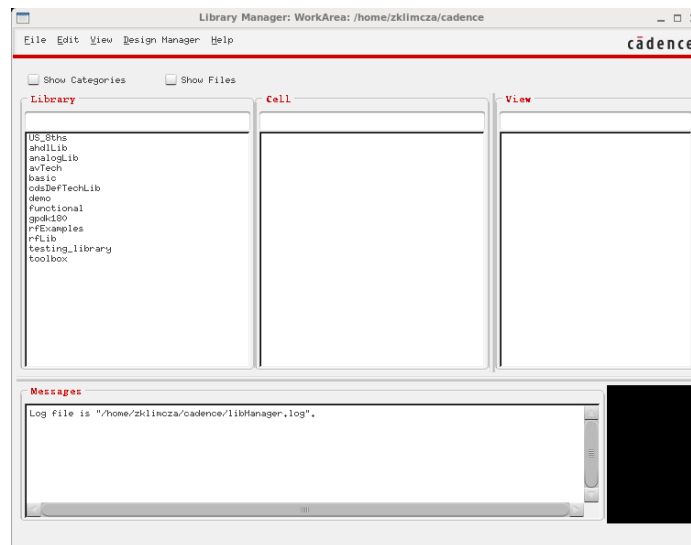 Library Manager: WorkArea: /home/zklimcza/cadence
File Edit View Design Manager Help
cādence
Show Categories Show Files
Library Cell View
US_8ths
ahdlLib
analogLib
avTech
basic
cdsDefTechLib
demo
functional
gpdk180
rfExamples
rfLib
testing_library
toolbox
Messages
Log file is "/home/zklimcza/cadence/libManager.log".